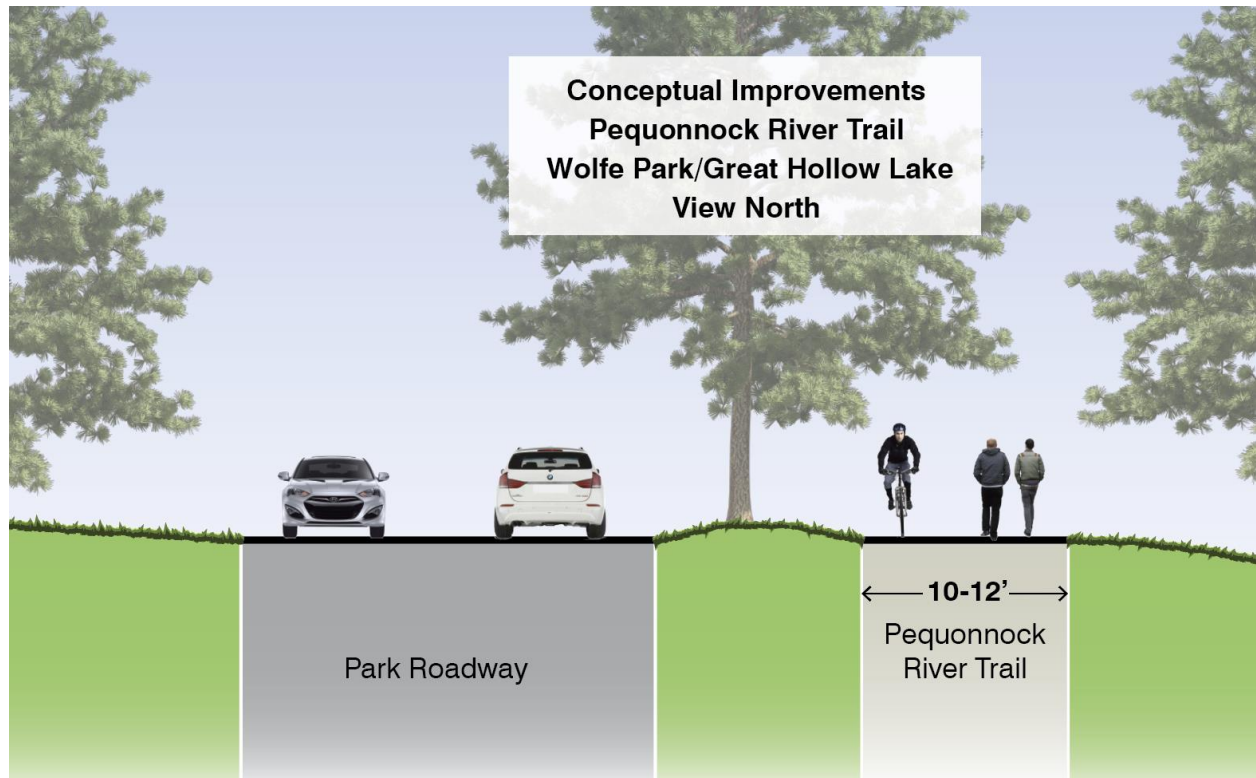 Conceptual Improvements
Pequonnock River Trail
Wolfe Park/Great Hollow Lake
View North
10-12’
Park Roadway
Pequonnock
River Trail